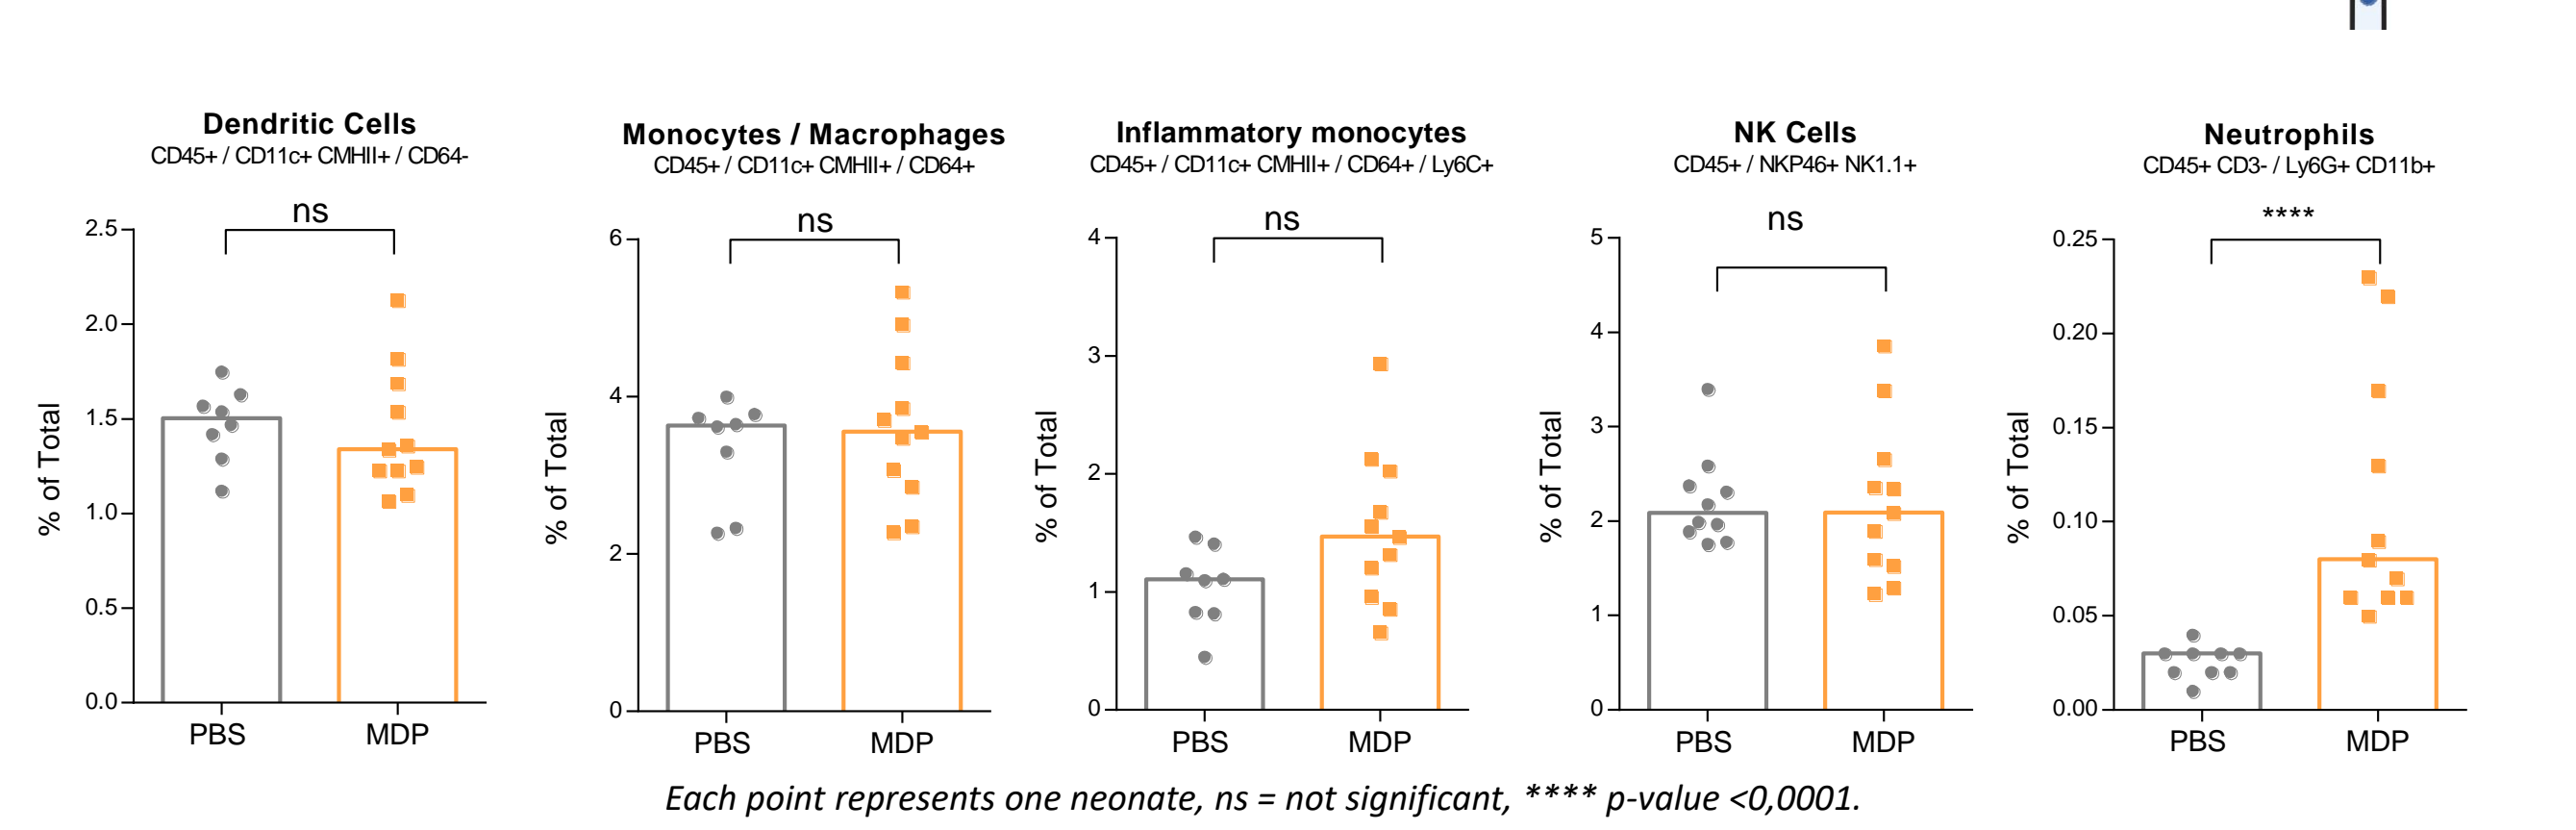 Dendritic Cells
CD45+ / CD11c+ CMHII+ / CD64-
ns
2.5
2.0
1.5
1.0
0.5
0.0
% of Total
PBS
MDP
Monocytes / Macrophages
CD45+ / CD11c+ CMHII+ / CD64+
ns
6
4
2
0
% of Total
PBS
MDP
Inflammatory monocytes
CD45+ / CD11c+ CMHII+ / CD64+ / Ly6C+
ns
4
3
2
1
0
% of Total
PBS
MDP
NK Cells
CD45+ / NKP46+ NK1.1+
ns
5
4
3
2
1
0
% of Total
PBS
MDP
Neutrophils
CD45+ CD3- / Ly6G+ CD11b+
****
0.25
0.20
0.15
0.10
0.05
0.00
% of Total
PBS
MDP
Each point represents one neonate, ns = not significant, **** p-value <0,0001.